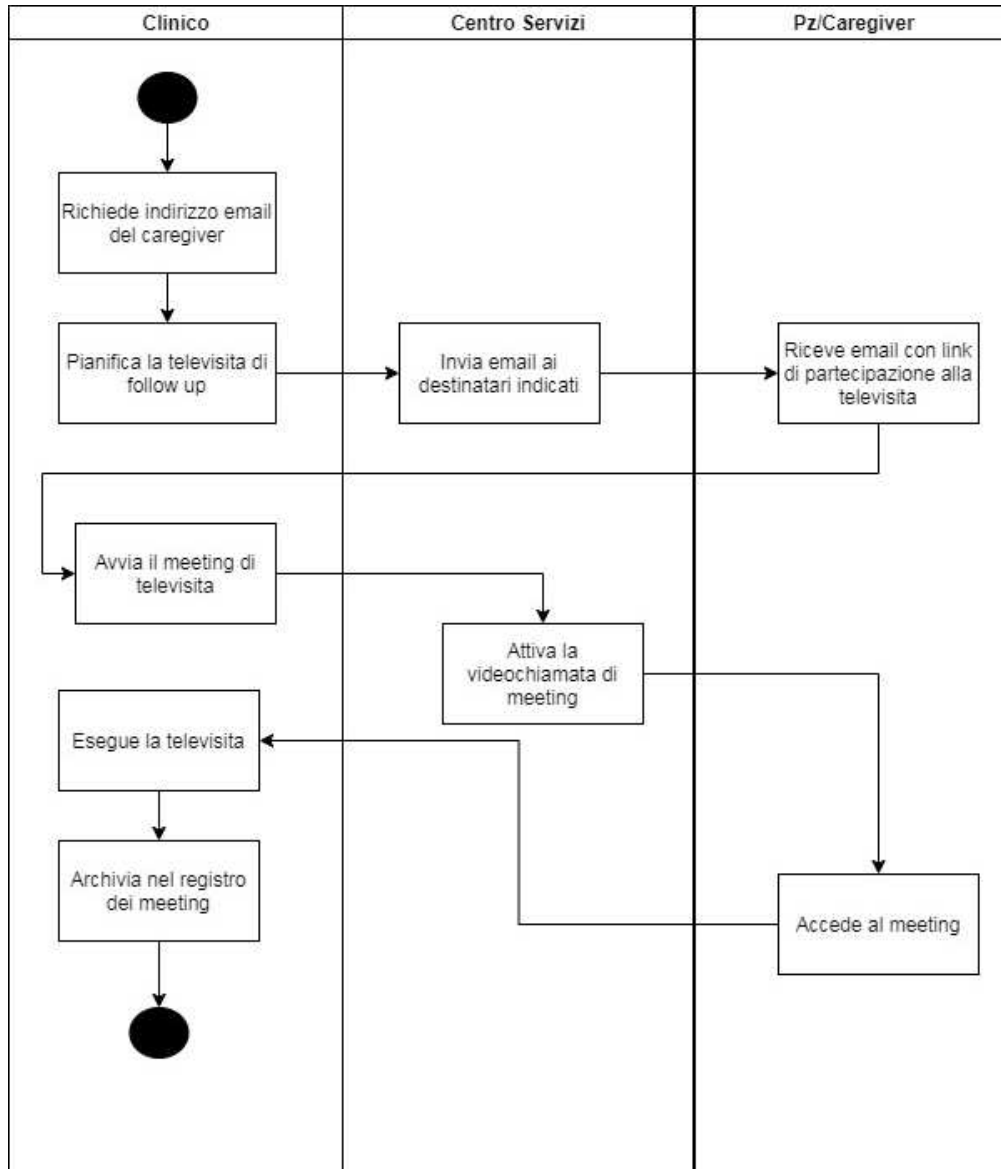 Clinico
Centro Servizi
Pz/Caregiver
Richiede indirizzo email
del caregiver
Pianifica la televisita di
follow up
Invia email ai
destinatari indicati
Riceve email con link
di partecipazione alla
televisita
Avvia il meeting di
televisita
Attiva la
videochiamata di
meeting
Esegue la televisita
Archivia nel registro
dei meeting
Accede al meeting